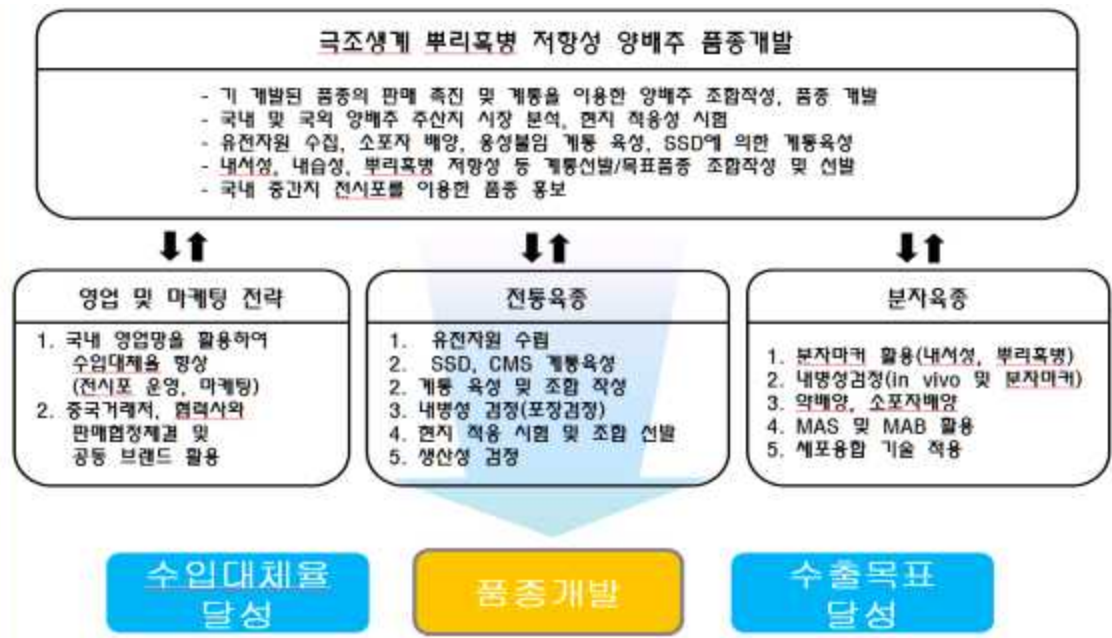 극조생계 뿌리혹병 저항성 양배추 품종개발
- 기 개발된 품종의 판매 촉진 및 계통을 이용한 양배추 조합작성, 품종 개발
- 국내 및 국외 양배추 주산지 시장 분석, 현지 적응성 시험
- 유전자원 수집, 소포자 배양, 웅성불임 계통 육성, SSD에 의한 계통육성
- 내서성, 내습성, 뿌리혹병 저항성 등 계통선발/목표품종 조합작성 및 선발
- 국내 중간지 전시포를 이용한 품종 홍보
영업 및 마케팅 전략
1. 국내 영업망을 활용하여
수입대체율 향상
(전시포 운영, 마케팅)
2. 중국거래처, 협력사와
판매협정체결 및
공동 브랜드 활용
전통육종
1. 유전자원 수립
2. SSD, CMS 계통육성
2. 계통 육성 및 조합 작성
3. 내병성 검정(포장검정)
4. 현지 적응 시험 및 조합 선발
5. 생산성 검정
분자육종
1. 분자마커 활용(내서성, 뿌리혹병)
2. 내병성검정(in vivo 및 분자마커)
3. 약배양, 소포자배양
4. MAS 및 MAB 활용
5. 세포융합 기술 적용
수입대체율
달성
품종개발
수출목표
달성